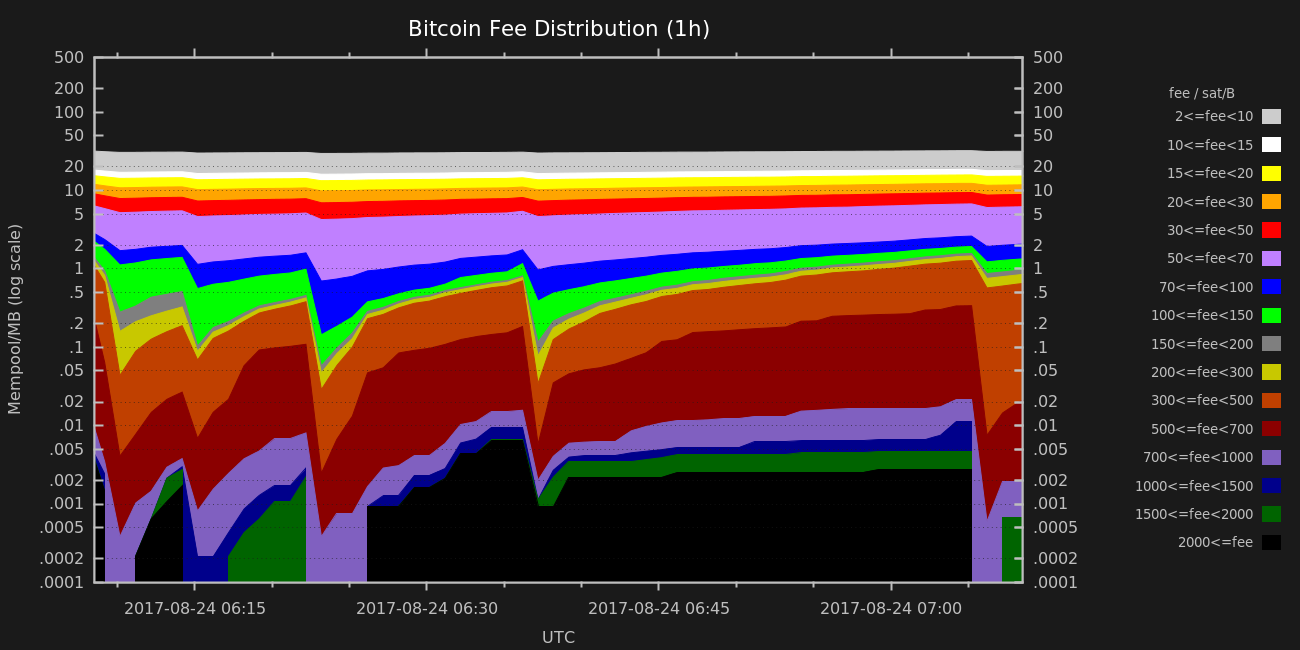 Bitcoin Fee Distribution (1h)
500 500
200 200
100 100
50 50
20 20
10 10
5 5
2 2
1 1
.5 .5
.2 .2
.1 .1
.05 .05
.02 .02
.01 .01
.005 .005
.002 .002
.001 .001
.0005 .0005
.0002 .0002
.0001 .0001
Mempool/MB (log scale)
2017-08-24 06:15 2017-08-24 06:30 2017-08-24 06:45 2017-08-24 07:00
UTC
fee / sat/B
2<=fee<10
10<=fee<15
15<=fee<20
20<=fee<30
30<=fee<50
50<=fee<70
70<=fee<100
100<=fee<150
150<=fee<200
200<=fee<300
300<=fee<500
500<=fee<700
700<=fee<1000
1000<=fee<1500
1500<=fee<2000
2000<=fee